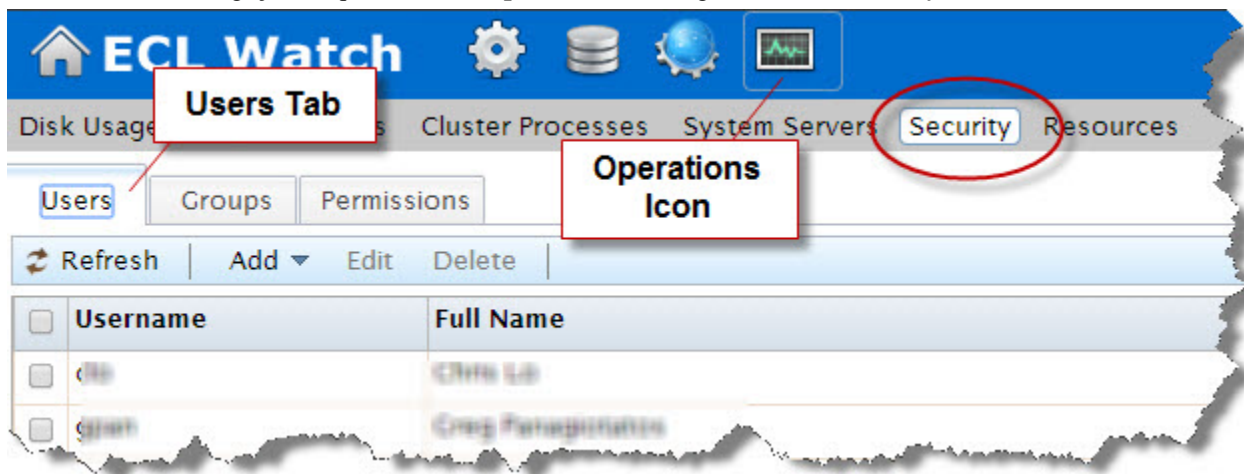 ECL Watch
Users Tab
Disk Usage s Cluster Processes System Servers Security Resources
Operations
Icon
Users Groups Permissions
Refresh Add Edit Delete
Username Full Name